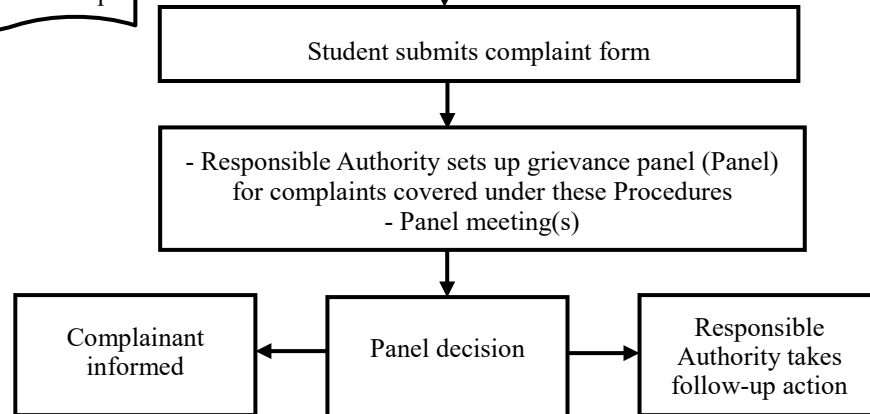 Student submits complaint form
- Responsible Authority sets up grievance panel (Panel)
for complaints covered under these Procedures
- Panel meeting(s)
Complainant
informed
Panel decision
Responsible
Authority takes
follow-up action